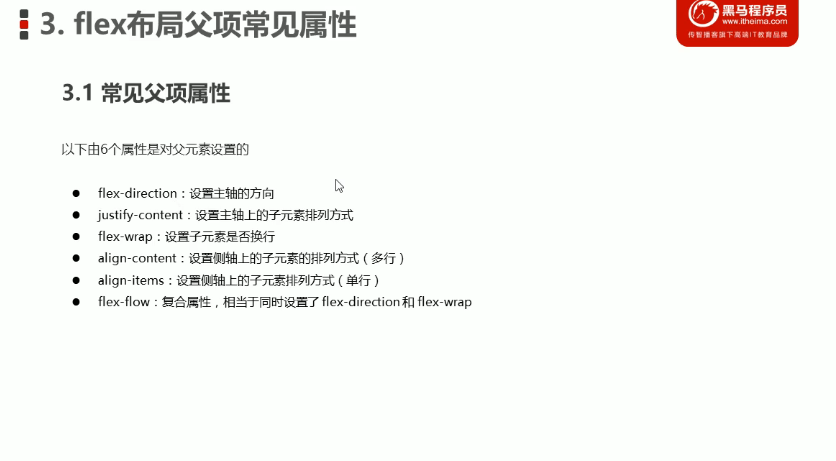 3. flex布局父项常见属性
黑马程序员
www.itheima.com
传智播客旗下高端IT教育品牌
3.1 常见父项属性
以下由6个属性是对父元素设置的
● flex-direction：设置主轴的方向
● justify-content：设置主轴上的子元素排列方式
● flex-wrap：设置子元素是否换行
● align-content：设置侧轴上的子元素的排列方式（多行）
● align-items：设置侧轴上的子元素排列方式（单行）
● flex-flow：复合属性，相当于同时设置了 flex-direction 和 flex-wrap